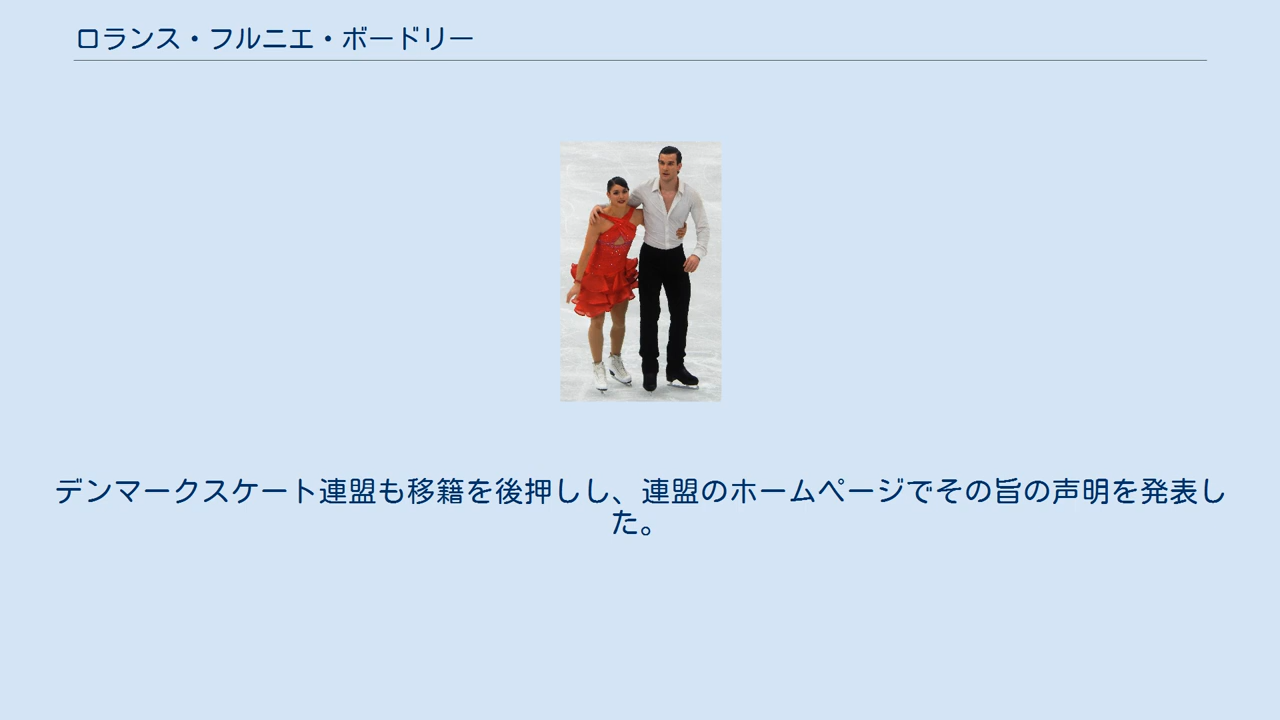 ロランス・フルニエ・ボードリー
デンマークスケート連盟も移籍を後押しし、連盟のホームページでその旨の声明を発表し
た。